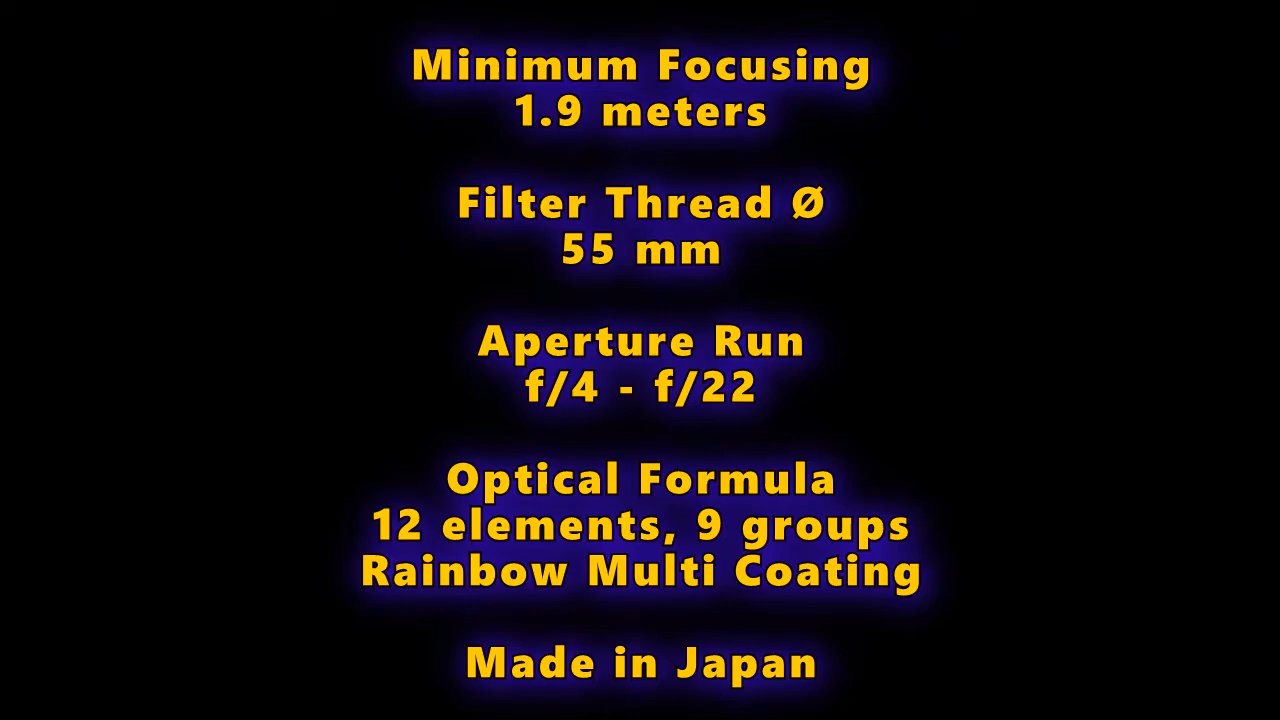 Minimum Focusing
1.9 meters
Filter Thread Ø
55 mm
Aperture Run
f/4 - f/22
Optical Formula
12 elements, 9 groups
Rainbow Multi Coating
Made in Japan